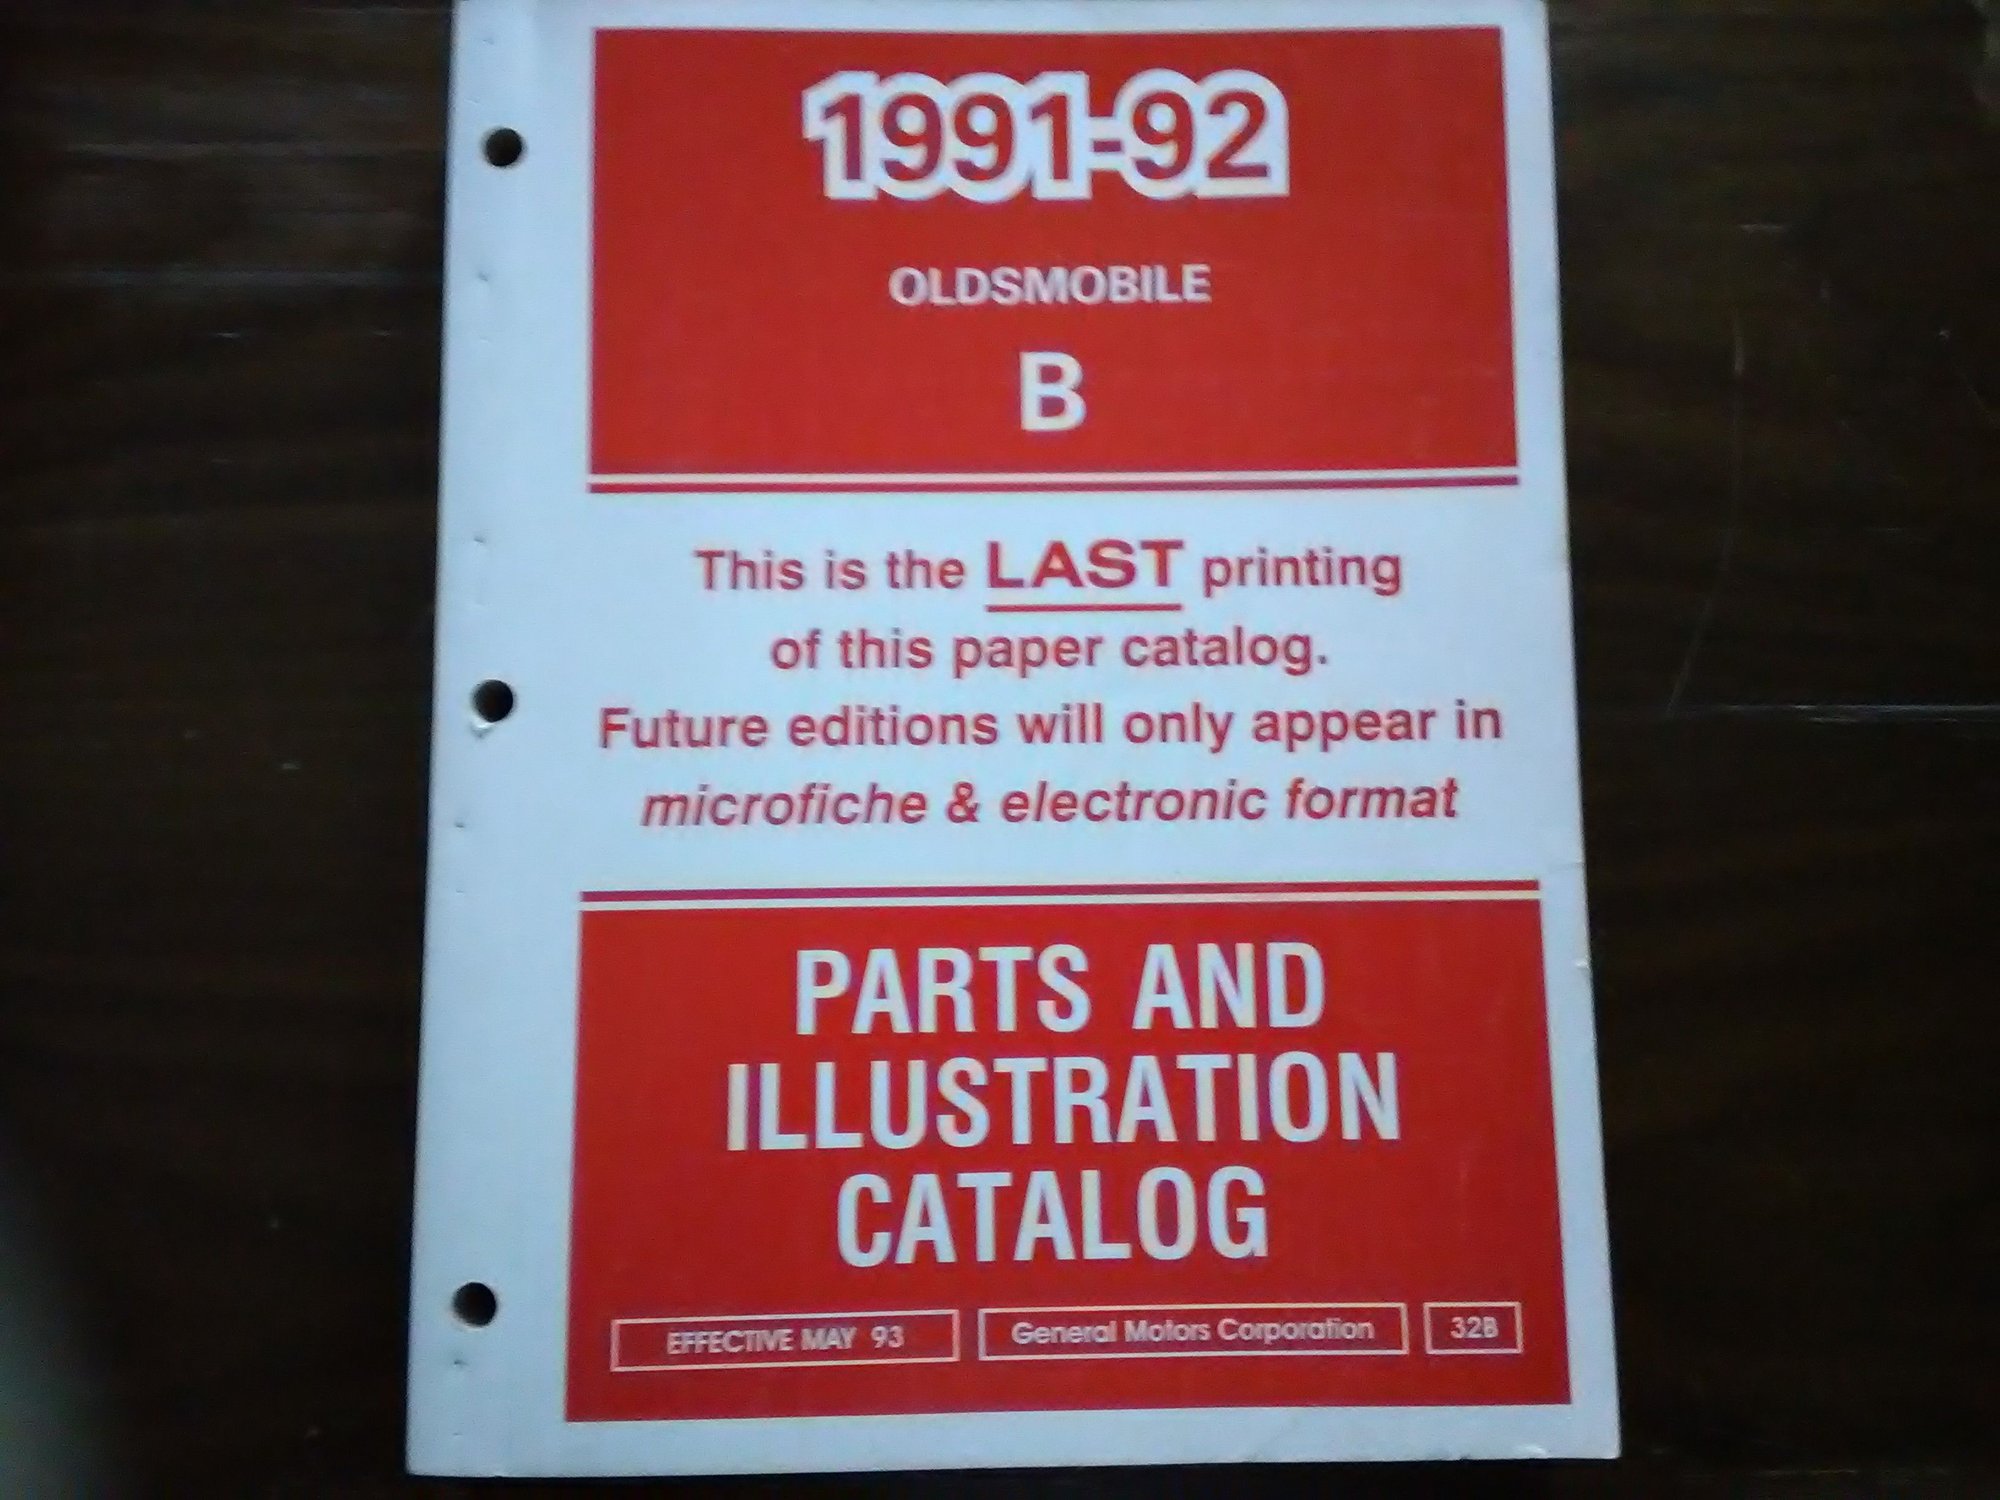 1991-92
OLDSMOBILE
B
This is the LAST printing
of this paper catalog.
Future editions will only appear in
microfiche & electronic format
PARTS AND
ILLUSTRATION
CATALOG
EFFECTIVE MAY 93 General Motors Corporation 32B